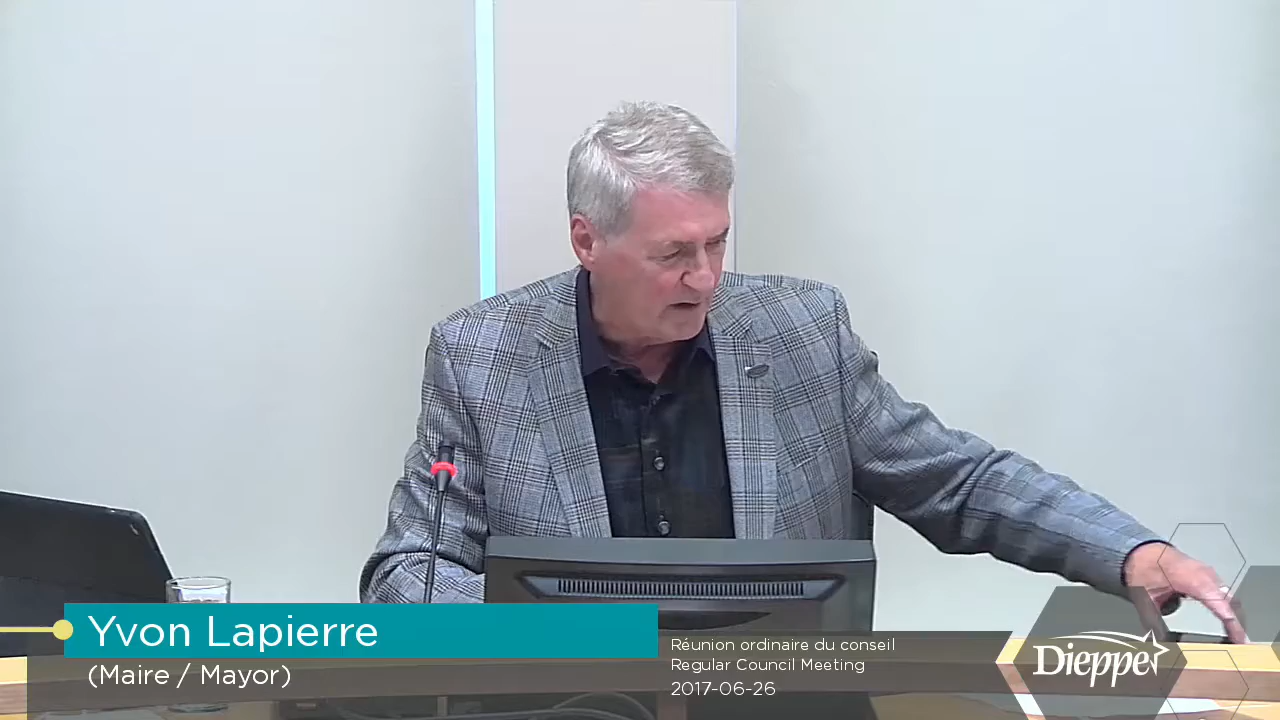 Yvon Lapierre
(Maire / Mayor)
Réunion ordinaire du conseil
Regular Council Meeting
2017-06-26
Dieppe